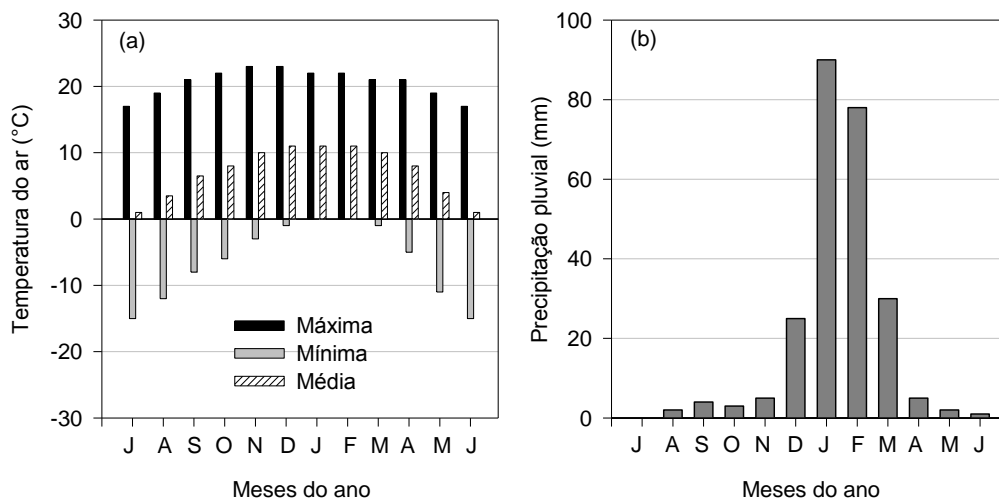 (a)
Temperatura do ar (°C)
30
20
10
0
-10
-20
-30
Máxima
Mínima
Média
J A S O N D J F M A M J
Meses do ano
(b)
Precipitação pluvial (mm)
100
80
60
40
20
0
J A S O N D J F M A M J
Meses do ano